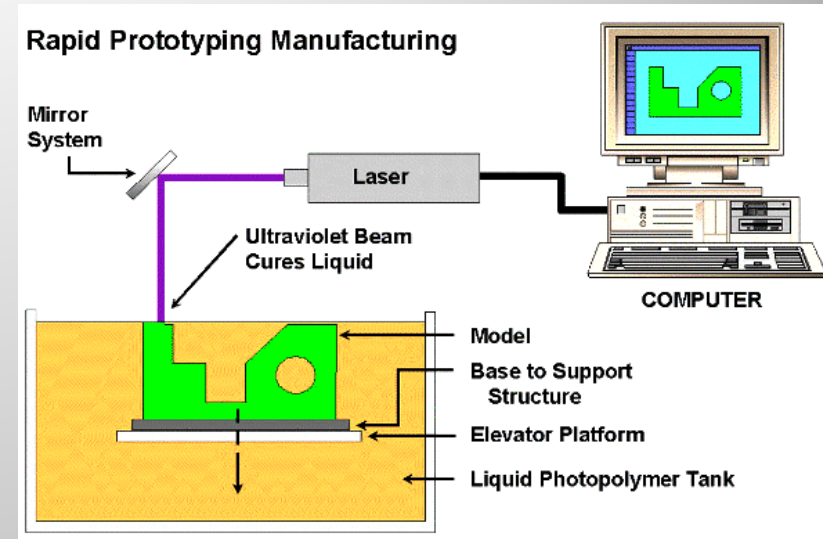 Rapid Prototyping Manufacturing
Mirror
System
Laser
Ultraviolet Beam
Cures Liquid
COMPUTER
Model
Base to Support
Structure
Elevator Platform
Liquid Photopolymer Tank